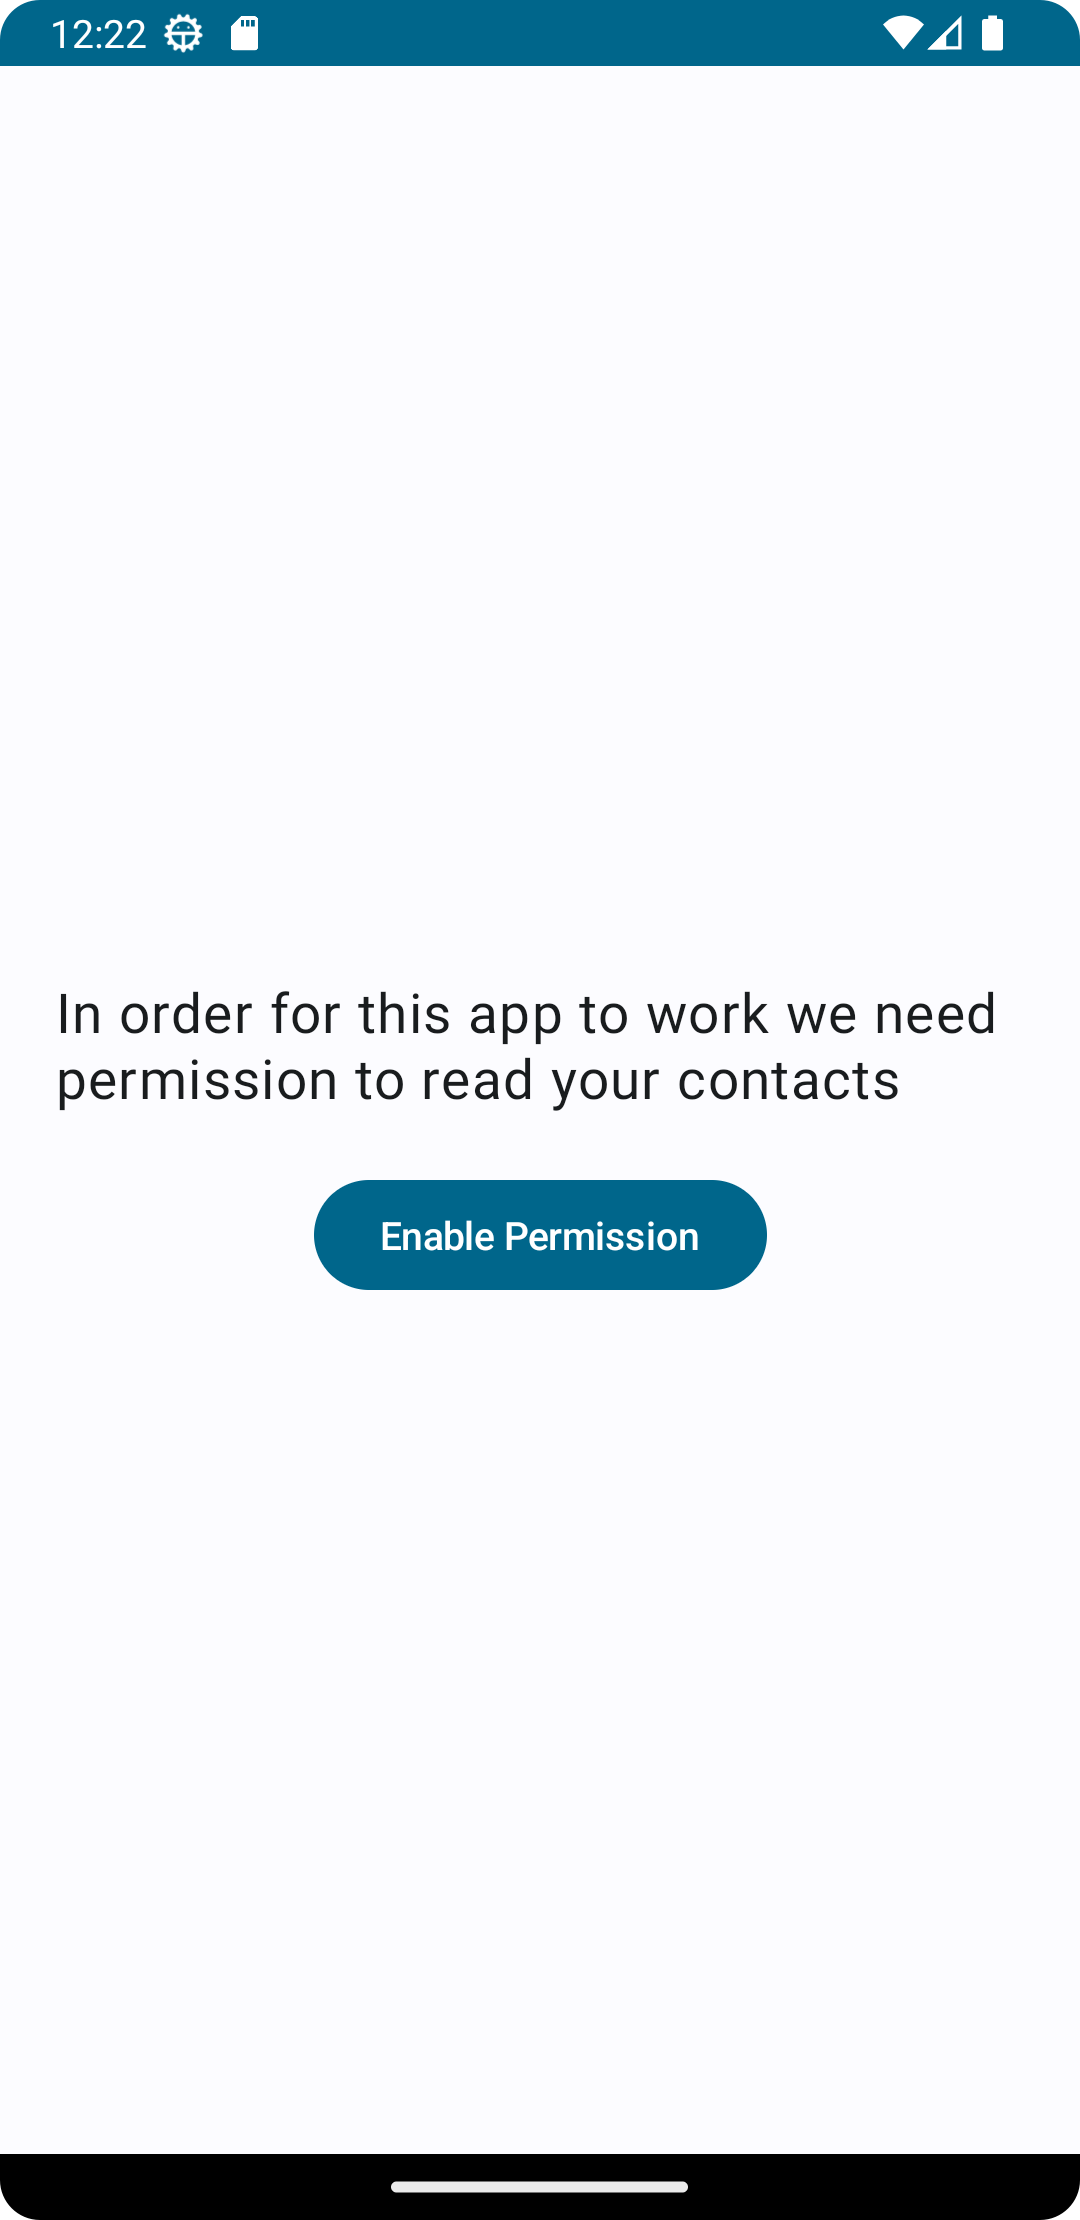 12:22
In order for this app to work we need
permission to read your contacts
Enable Permission